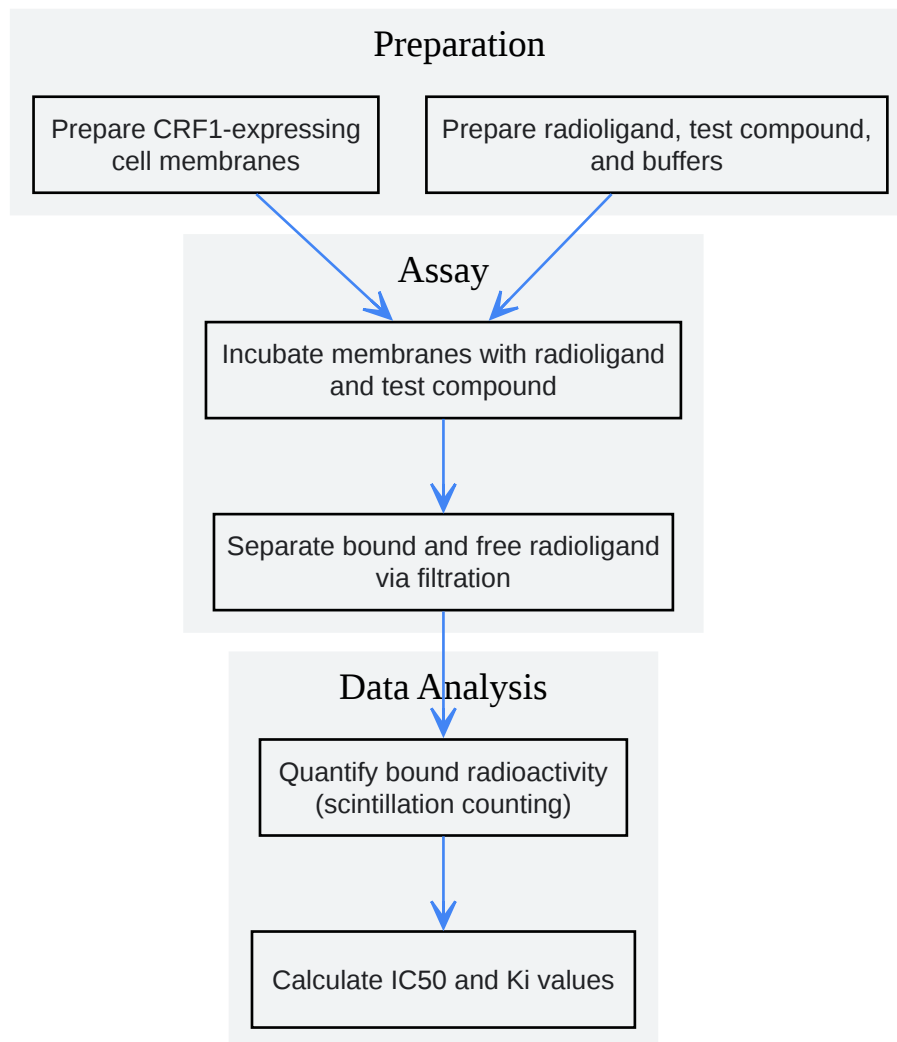 Preparation
Prepare CRF1-expressing
cell membranes
Prepare radioligand, test compound,
and buffers
Assay
Incubate membranes with radioligand
and test compound
Separate bound and free radioligand
via filtration
Data Analysis
Quantify bound radioactivity
(scintillation counting)
Calculate IC50 and Ki values